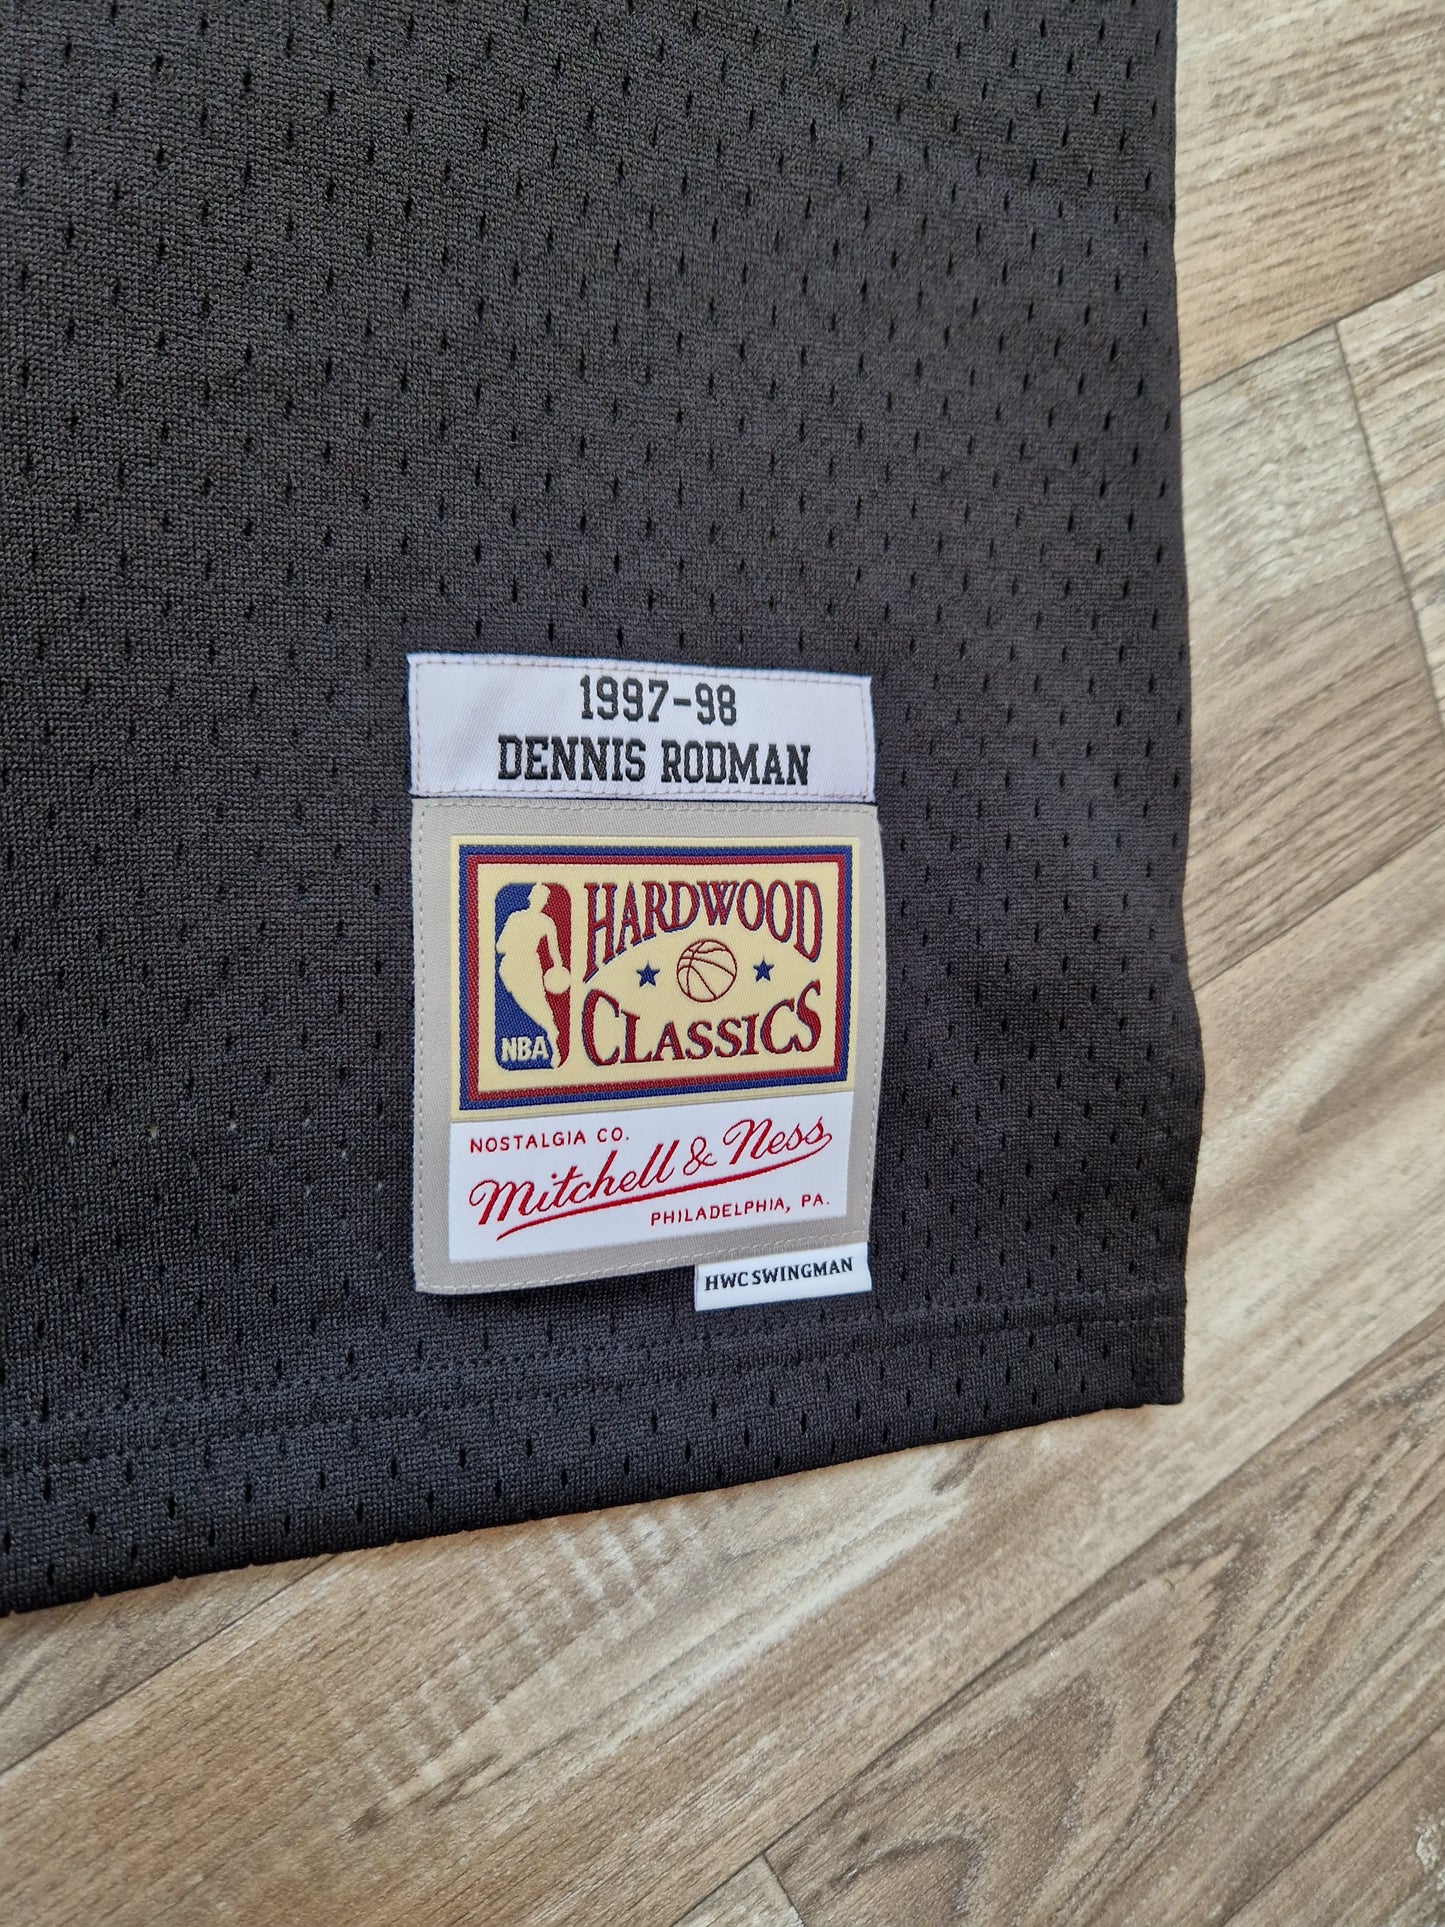 1997-98
DENNIS RODMAN
HARDWOOD
CLASSICS
NBA
NOSTALGIA CO.
Mitchell & Ness
PHILADELPHIA, PA.
HWC SWINGMAN